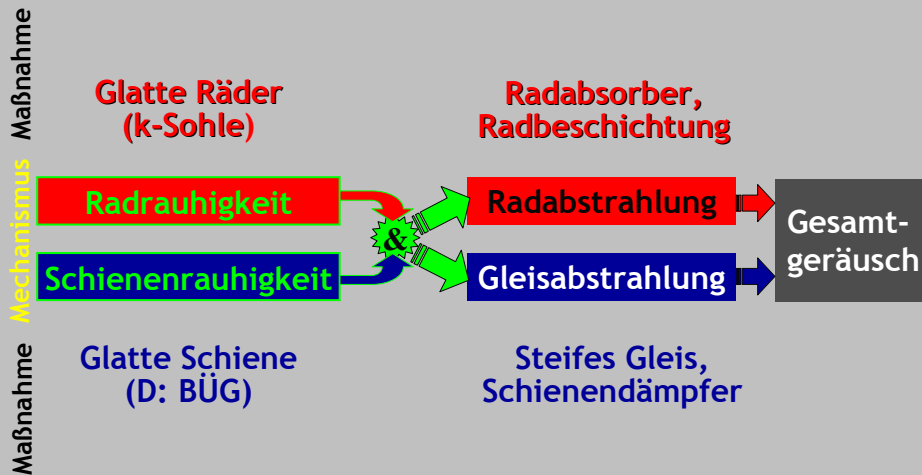 Maßnahme
Glatte Räder
(k-Sohle)
Radabsorber,
Radbeschichtung
Mechanismus
Radrauhigkeit
Schienenrauhigkeit
&
Radabstrahlung
Gleisabstrahlung
Gesamt-
geräusch
Maßnahme
Glatte Schiene
(D: BÜG)
Steifes Gleis,
Schienendämpfer